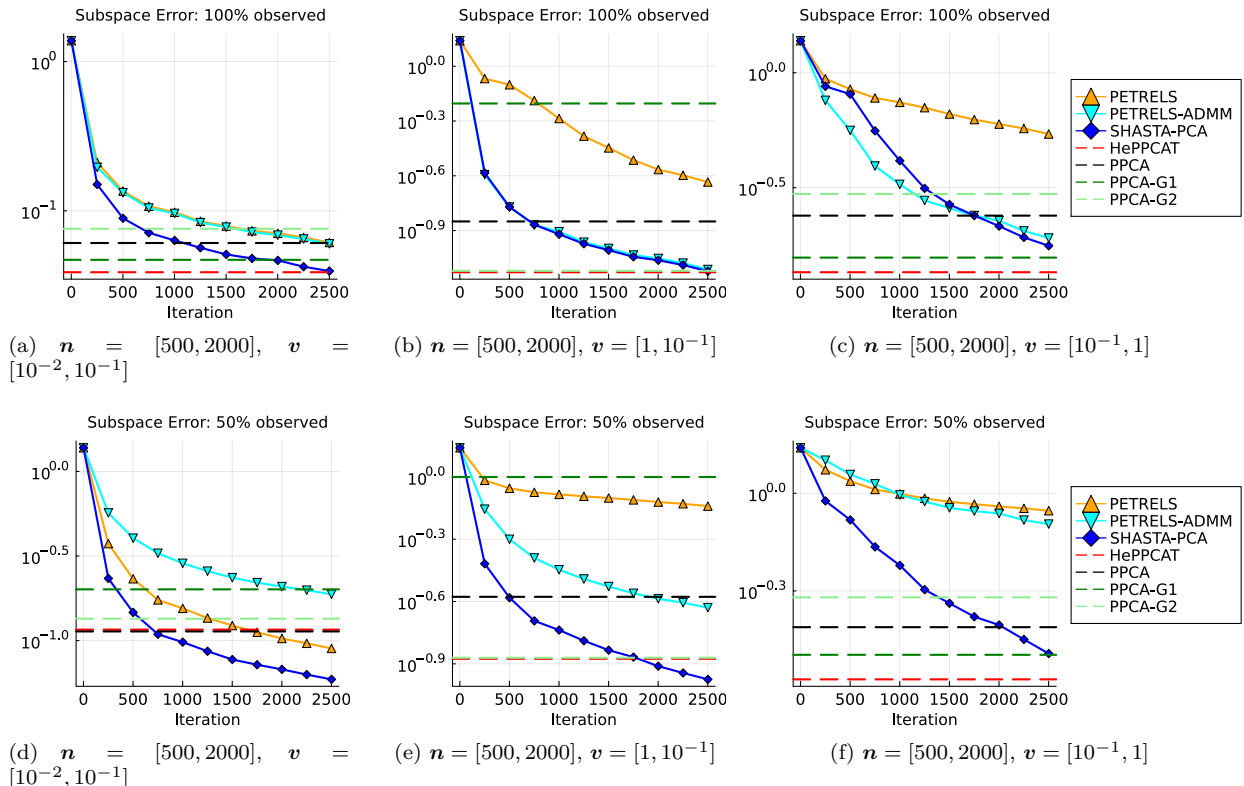 Subspace Error: 100% observed
10^0
10^-1
0 500 1000 1500 2000 2500
Iteration
(a) n = [500, 2000], v =
[10^-2, 10^-1]
Subspace Error: 100% observed
10^0.0
10^-0.3
10^-0.6
10^-0.9
0 500 1000 1500 2000 2500
Iteration
(b) n = [500, 2000], v = [1, 10^-1]
Subspace Error: 100% observed
10^0.0
10^-0.5
0 500 1000 1500 2000 2500
Iteration
(c) n = [500, 2000], v = [10^-1, 1]
PETRELS
PETRELS-ADMM
SHASTA-PCA
HePPCAT
PPCA
PPCA-G1
PPCA-G2
Subspace Error: 50% observed
10^0.0
10^-0.5
10^-1.0
0 500 1000 1500 2000 2500
Iteration
(d) n = [500, 2000], v =
[10^-2, 10^-1]
Subspace Error: 50% observed
10^0.0
10^-0.3
10^-0.6
10^-0.9
0 500 1000 1500 2000 2500
Iteration
(e) n = [500, 2000], v = [1, 10^-1]
Subspace Error: 50% observed
10^0.0
10^-0.3
0 500 1000 1500 2000 2500
Iteration
(f) n = [500, 2000], v = [10^-1, 1]
PETRELS
PETRELS-ADMM
SHASTA-PCA
HePPCAT
PPCA
PPCA-G1
PPCA-G2